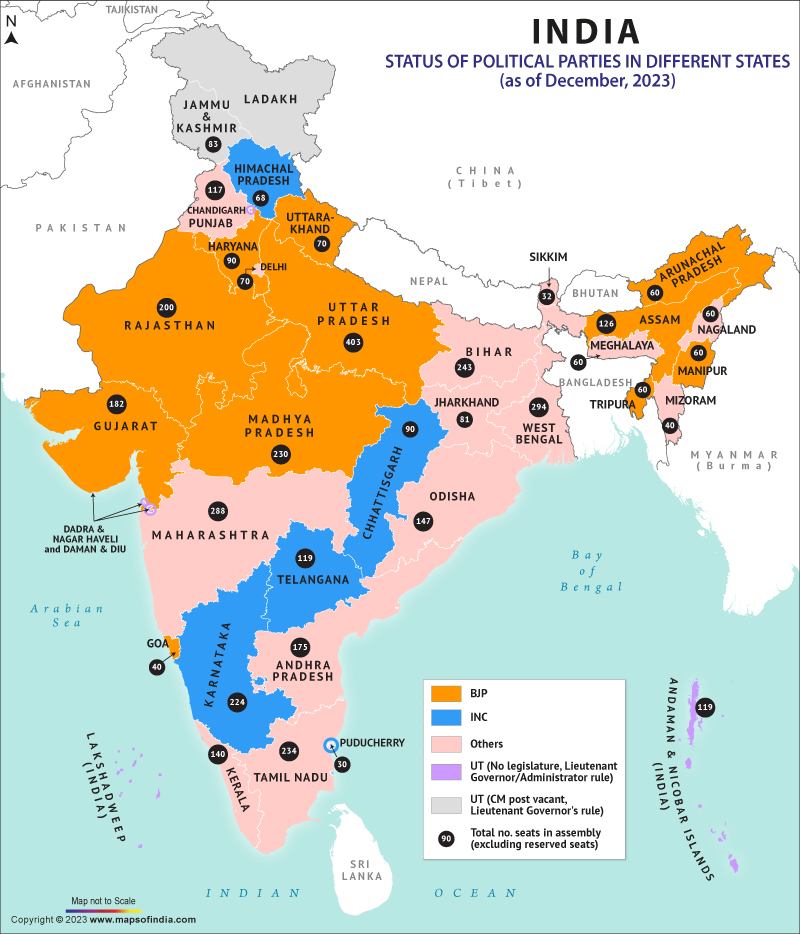 TAJIKISTAN
N
INDIA
STATUS OF POLITICAL PARTIES IN DIFFERENT STATES
(as of December, 2023)
AFGHANISTAN
LADAKH
JAMMU
&
KASHMIR
83
HIMACHAL
PRADESH
68
CHINA
(Tibet)
117
CHANDIGARH
PUNJAB
PAKISTAN
UTTARA-
KHAND
70
HARYANA
90
DELHI
70
SIKKIM
32
NEPAL
BHUTAN
ARUNACHAL
PRADESH
60
200
RAJASTHAN
UTTAR
PRADESH
403
126
ASSAM
60
NAGALAND
MEGHALAYA
60
BIHAR
243
60
MANIPUR
BANGLADESH
60
TRIPURA
MIZORAM
40
182
GUJARAT
MADHYA
PRADESH
230
90
CHHATTISGARH
JHARKHAND
81
294
WEST
BENGAL
MYANMAR
(Burma)
DADRA &
NAGAR HAVELI
and DAMAN & DIU
288
MAHARASHTRA
ODISHA
147
119
TELANGANA
Bay
of
Bengal
Arabian
Sea
GOA
40
KARNATAKA
224
175
ANDHRA
PRADESH
BJP
INC
Others
UT (No legislature, Lieutenant
Governor/Administrator rule)
UT (CM post vacant,
Lieutenant Governor's rule)
90
Total no. seats in assembly
(excluding reserved seats)
119
ANDAMAN & NICOBAR ISLANDS
(INDIA)
LAKSHADWEEP
(INDIA)
140
KERALA
234
TAMIL NADU
PUDUCHERRY
30
SRI
LANKA
INDIAN OCEAN
Map not to Scale
Copyright © 2023 www.mapsofindia.com